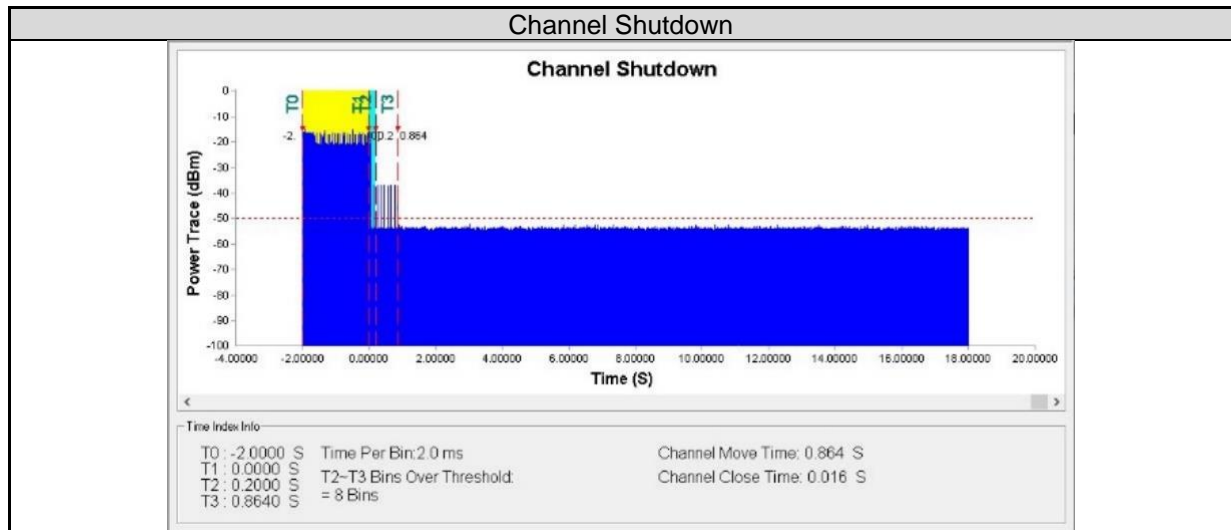 Channel Shutdown
Channel Shutdown
T0 T1 T2 T3
-2. 0.2 0.864
Power Trace (dBm)
0
-10
-20
-30
-40
-50
-60
-70
-80
-90
-100
-4.00000 -2.00000 0.00000 2.00000 4.00000 6.00000 8.00000 10.00000 12.00000 14.00000 16.00000 18.00000 20.00000
Time (S)
Time Index Info
T0 : -2.0000 S Time Per Bin:2.0 ms Channel Move Time: 0.864 S
T1 : 0.0000 S
T2 : 0.2000 S T2~T3 Bins Over Threshold: Channel Close Time: 0.016 S
T3 : 0.8640 S = 8 Bins